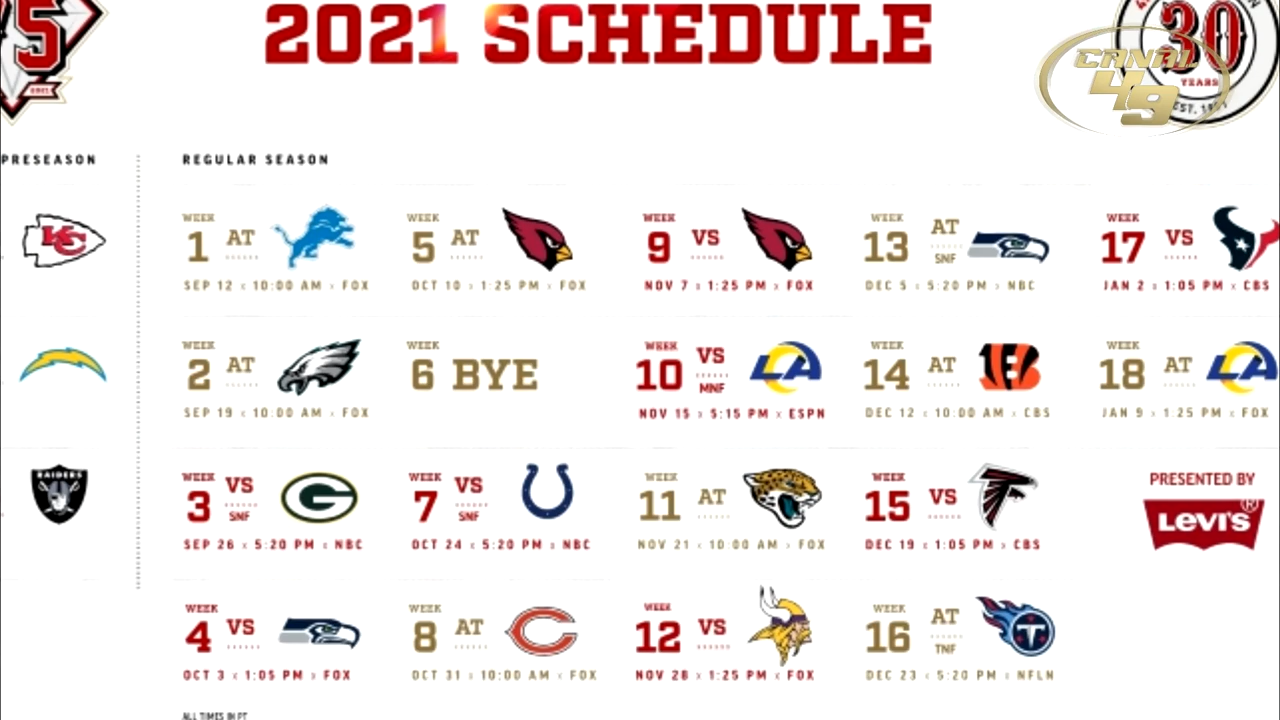 2021 SCHEDULE
5
30
YEARS
CANAL
49
PRESEASON
REGULAR SEASON
WEEK
1 AT
SEP 12 x 10:00 AM x FOX
WEEK
5 AT
OCT 10 x 1:25 PM x FOX
WEEK
9 VS
NOV 7 x 1:25 PM x FOX
WEEK
13 AT
SNF
DEC 5 x 5:20 PM x NBC
WEEK
17 VS
JAN 2 x 1:05 PM x CBS
KC
WEEK
2 AT
SEP 19 x 10:00 AM x FOX
WEEK
6 BYE
WEEK
10 VS
MNF
LA
NOV 15 x 5:15 PM x ESPN
WEEK
14 AT
B
DEC 12 x 10:00 AM x CBS
WEEK
18 AT
LA
JAN 9 x 1:25 PM x FOX
RAIDERS
WEEK
3 VS
SNF
G
SEP 26 x 5:20 PM x NBC
WEEK
7 VS
SNF
OCT 24 x 5:20 PM x NBC
WEEK
11 AT
NOV 21 x 10:00 AM x FOX
WEEK
15 VS
DEC 19 x 1:05 PM x CBS
PRESENTED BY
LEVI'S®
WEEK
4 VS
OCT 3 x 1:05 PM x FOX
WEEK
8 AT
C
OCT 31 x 10:00 AM x FOX
WEEK
12 VS
NOV 28 x 1:25 PM x FOX
WEEK
16 AT
TNF
T
DEC 23 x 5:20 PM x NFLN
ALL TIMES IN PT